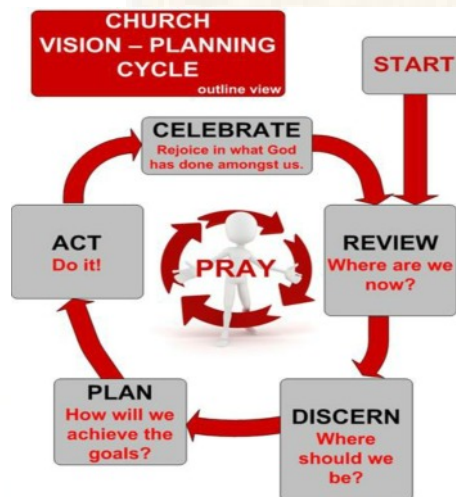 CHURCH
VISION – PLANNING
CYCLE
outline view
START
CELEBRATE
Rejoice in what God
has done amongst us.
REVIEW
Where are we
now?
DISCERN
Where
should we
be?
PLAN
How will we
achieve the
goals?
ACT
Do it!
PRAY